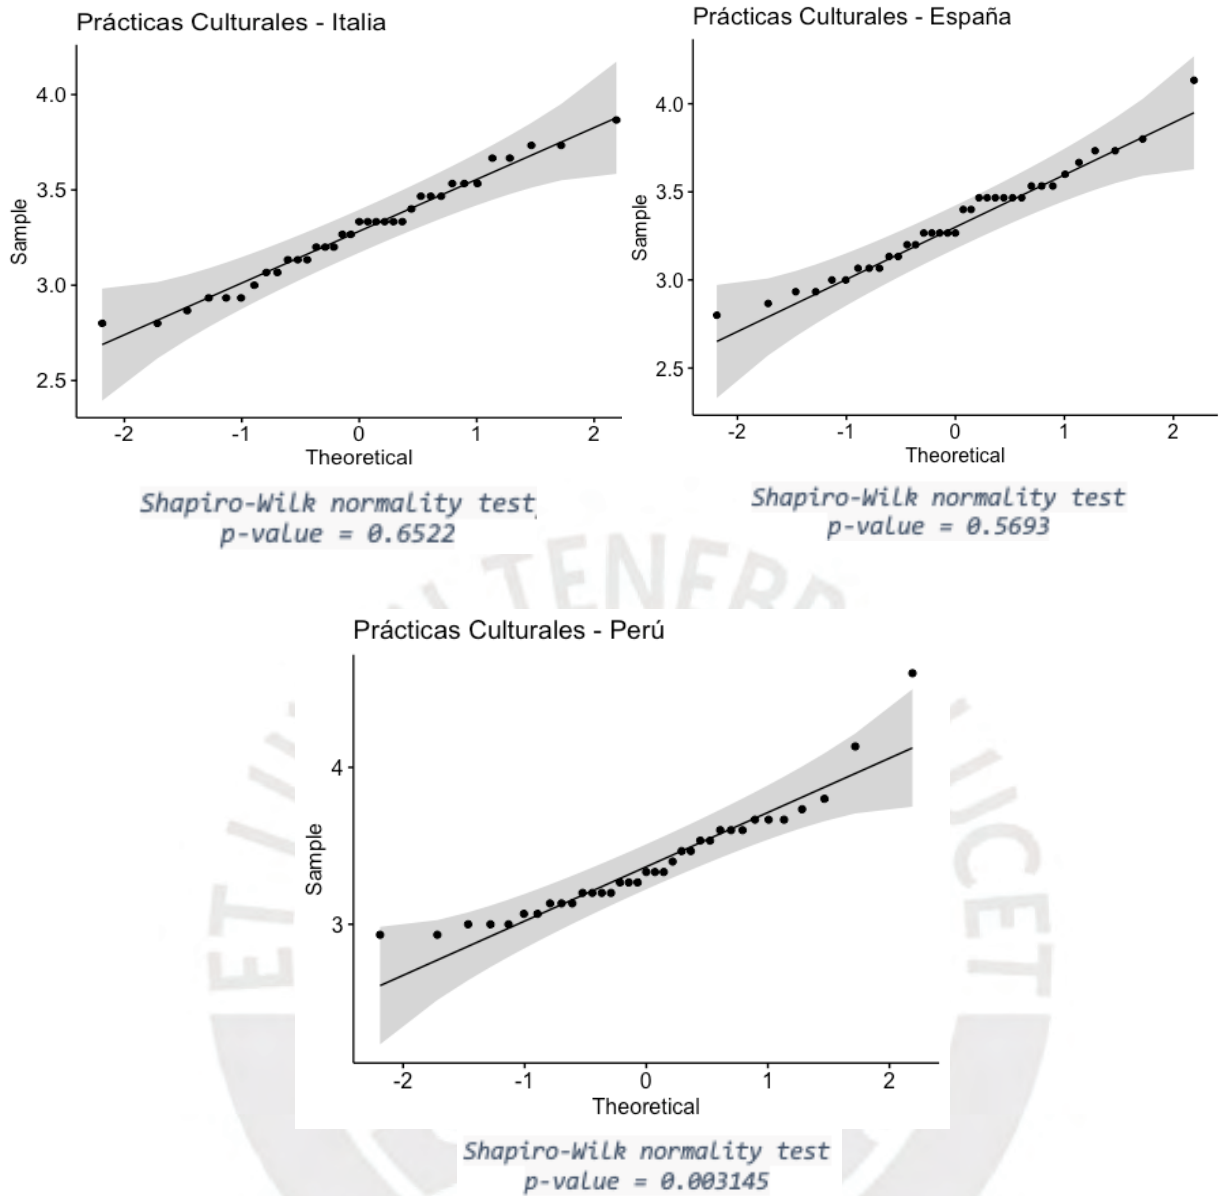 Prácticas Culturales - Italia
4.0
3.5
3.0
2.5
Sample
-2 -1 0 1 2
Theoretical
Shapiro-Wilk normality test
p-value = 0.6522
Prácticas Culturales - España
4.0
3.5
3.0
2.5
Sample
-2 -1 0 1 2
Theoretical
Shapiro-Wilk normality test
p-value = 0.5693
Prácticas Culturales - Perú
4
3
Sample
-2 -1 0 1 2
Theoretical
Shapiro-Wilk normality test
p-value = 0.003145
ET
TENEBR
UCET